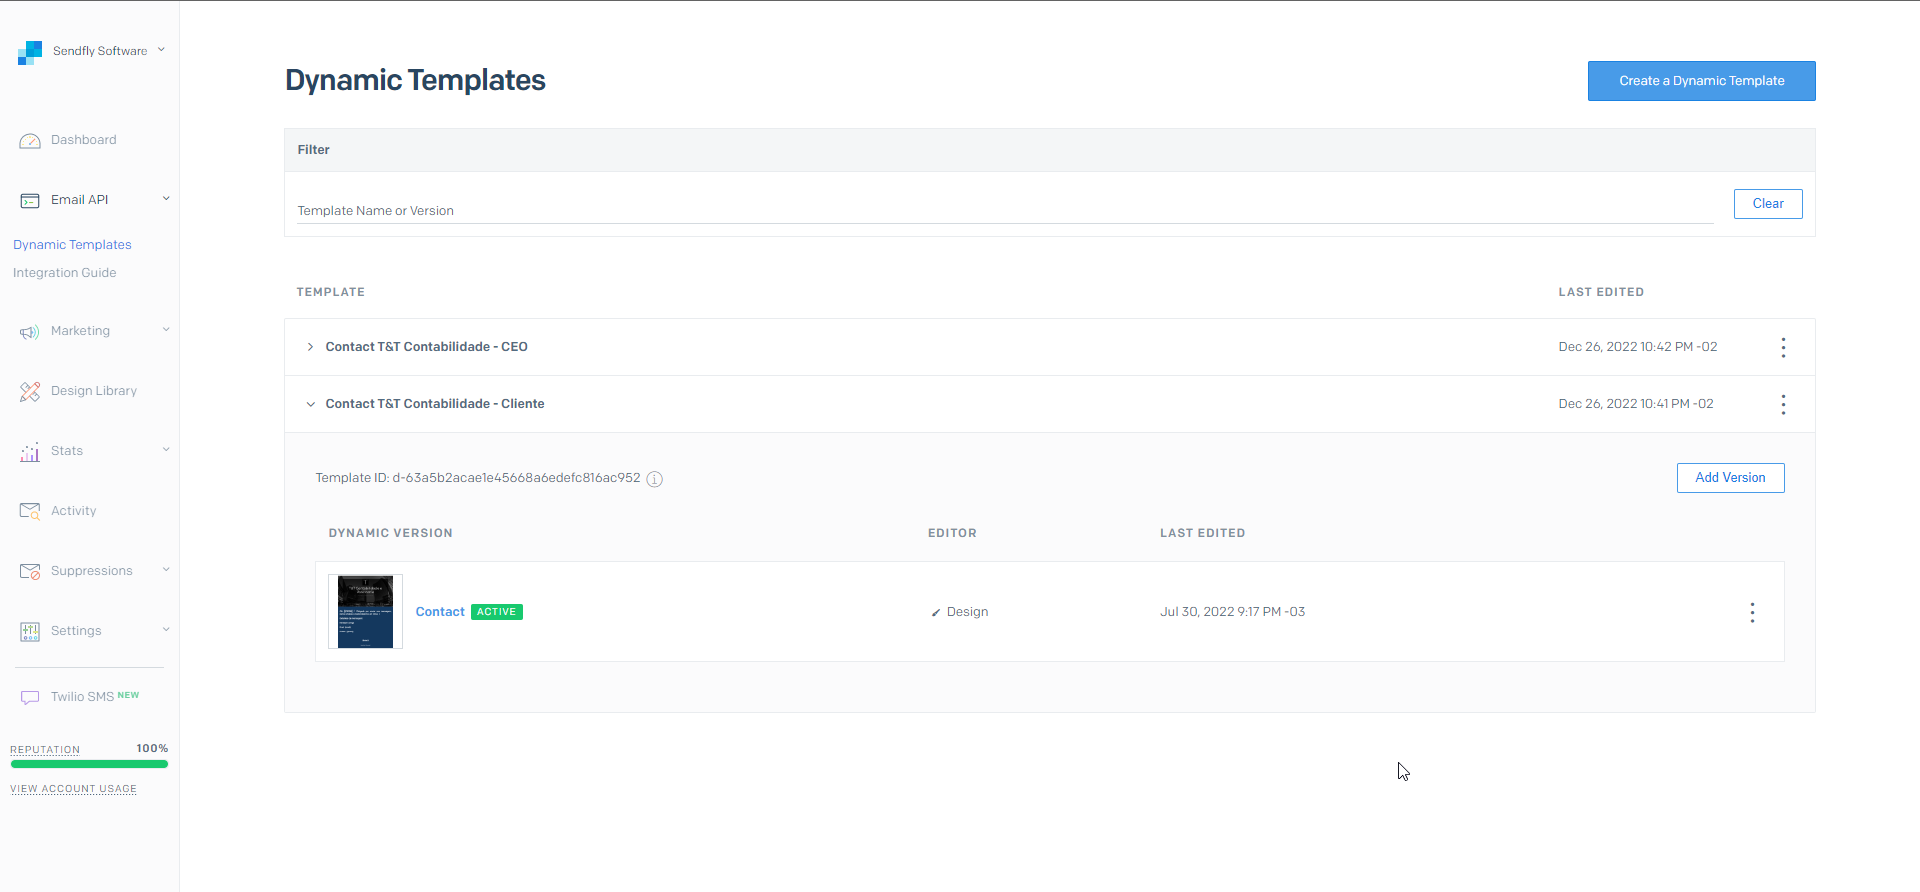 Sendfly Software
Dynamic Templates
Create a Dynamic Template
Dashboard
Email API
Dynamic Templates
Integration Guide
Marketing
Design Library
Stats
Activity
Suppressions
Settings
Twilio SMS NEW
REPUTATION 100%
VIEW ACCOUNT USAGE
Filter
Template Name or Version
Clear
TEMPLATE LAST EDITED
Contact T&T Contabilidade - CEO Dec 26, 2022 10:42 PM -02
Contact T&T Contabilidade - Cliente Dec 26, 2022 10:41 PM -02
Template ID: d-63a5b2acae1e45668a6edefc816ac952
Add Version
DYNAMIC VERSION EDITOR LAST EDITED
Contact ACTIVE Design Jul 30, 2022 9:17 PM -03